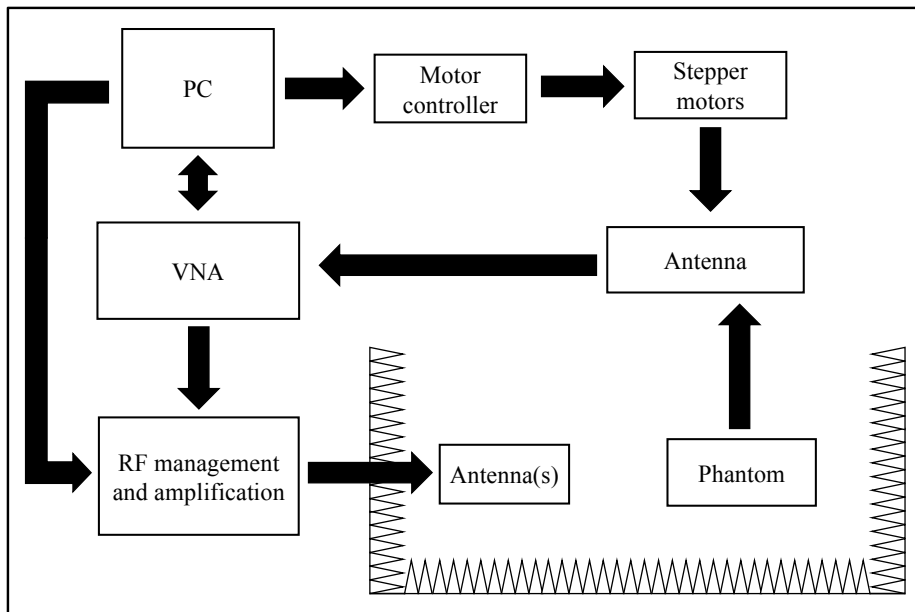 PC
Motor
controller
Stepper
motors
VNA
Antenna
RF management
and amplification
Antenna(s)
Phantom